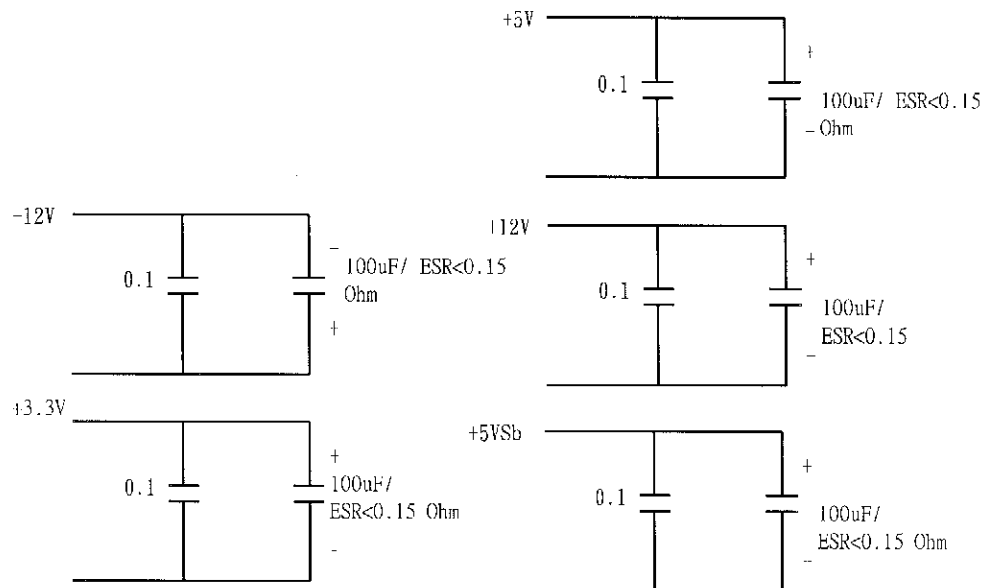 +5V
0.1
+
100uF/ ESR<0.15
- Ohm
-12V
0.1
-
100uF/ ESR<0.15
Ohm
+
+12V
0.1
+
100uF/
ESR<0.15
-
+3.3V
0.1
+
100uF/
ESR<0.15 Ohm
-
+5VSb
0.1
+
100uF/
ESR<0.15 Ohm
-